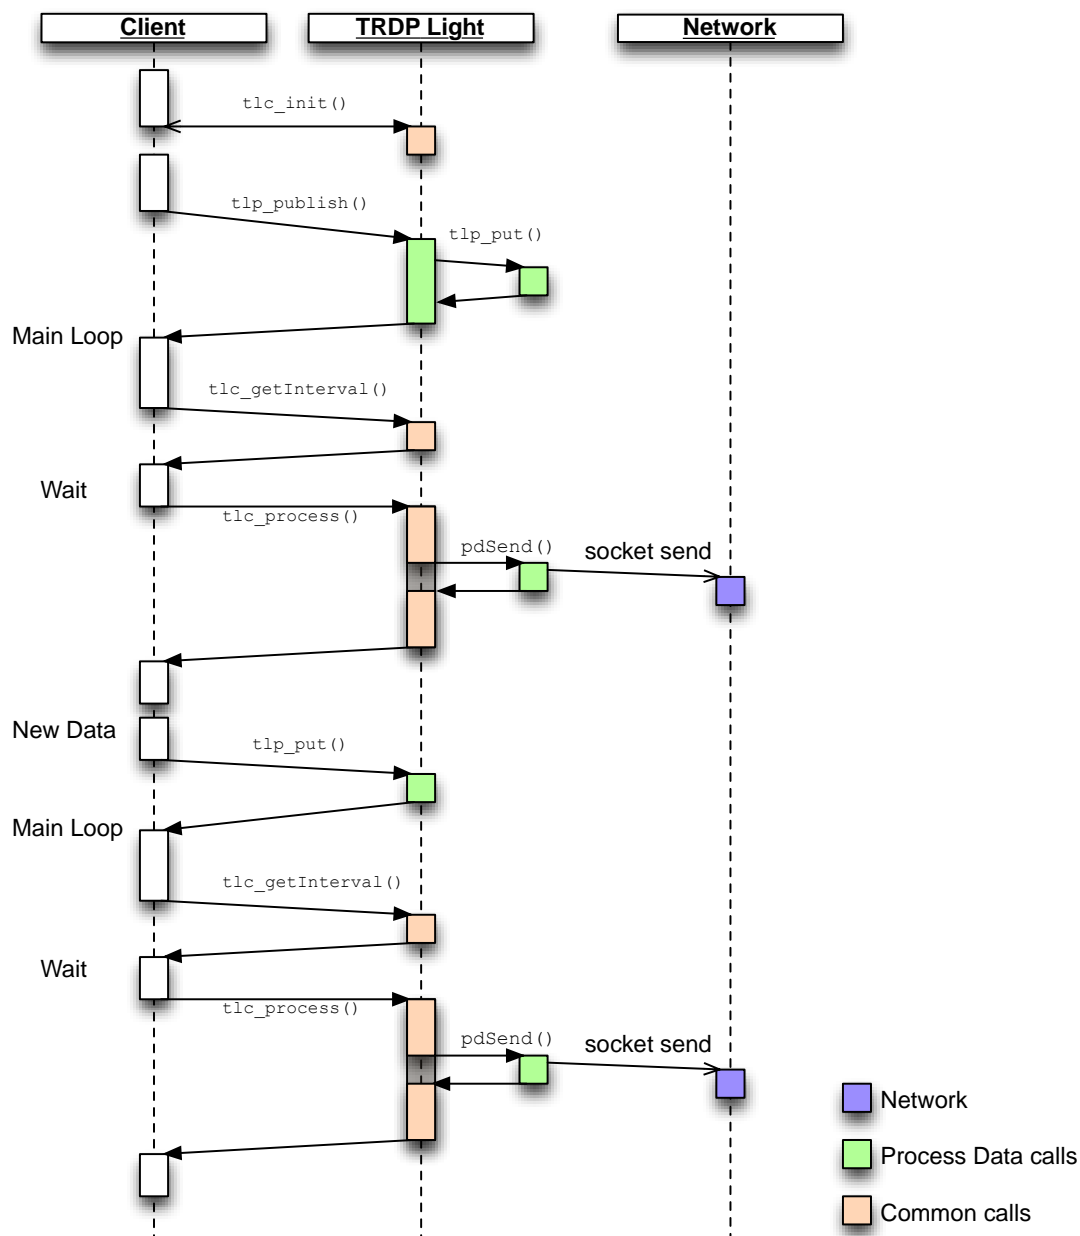 Client
TRDP Light
Network
tlc_init()
tlp_publish()
tlp_put()
Main Loop
tlc_getInterval()
Wait
tlc_process()
pdSend()
socket send
New Data
tlp_put()
Main Loop
tlc_getInterval()
Wait
tlc_process()
pdSend()
socket send
Network
Process Data calls
Common calls